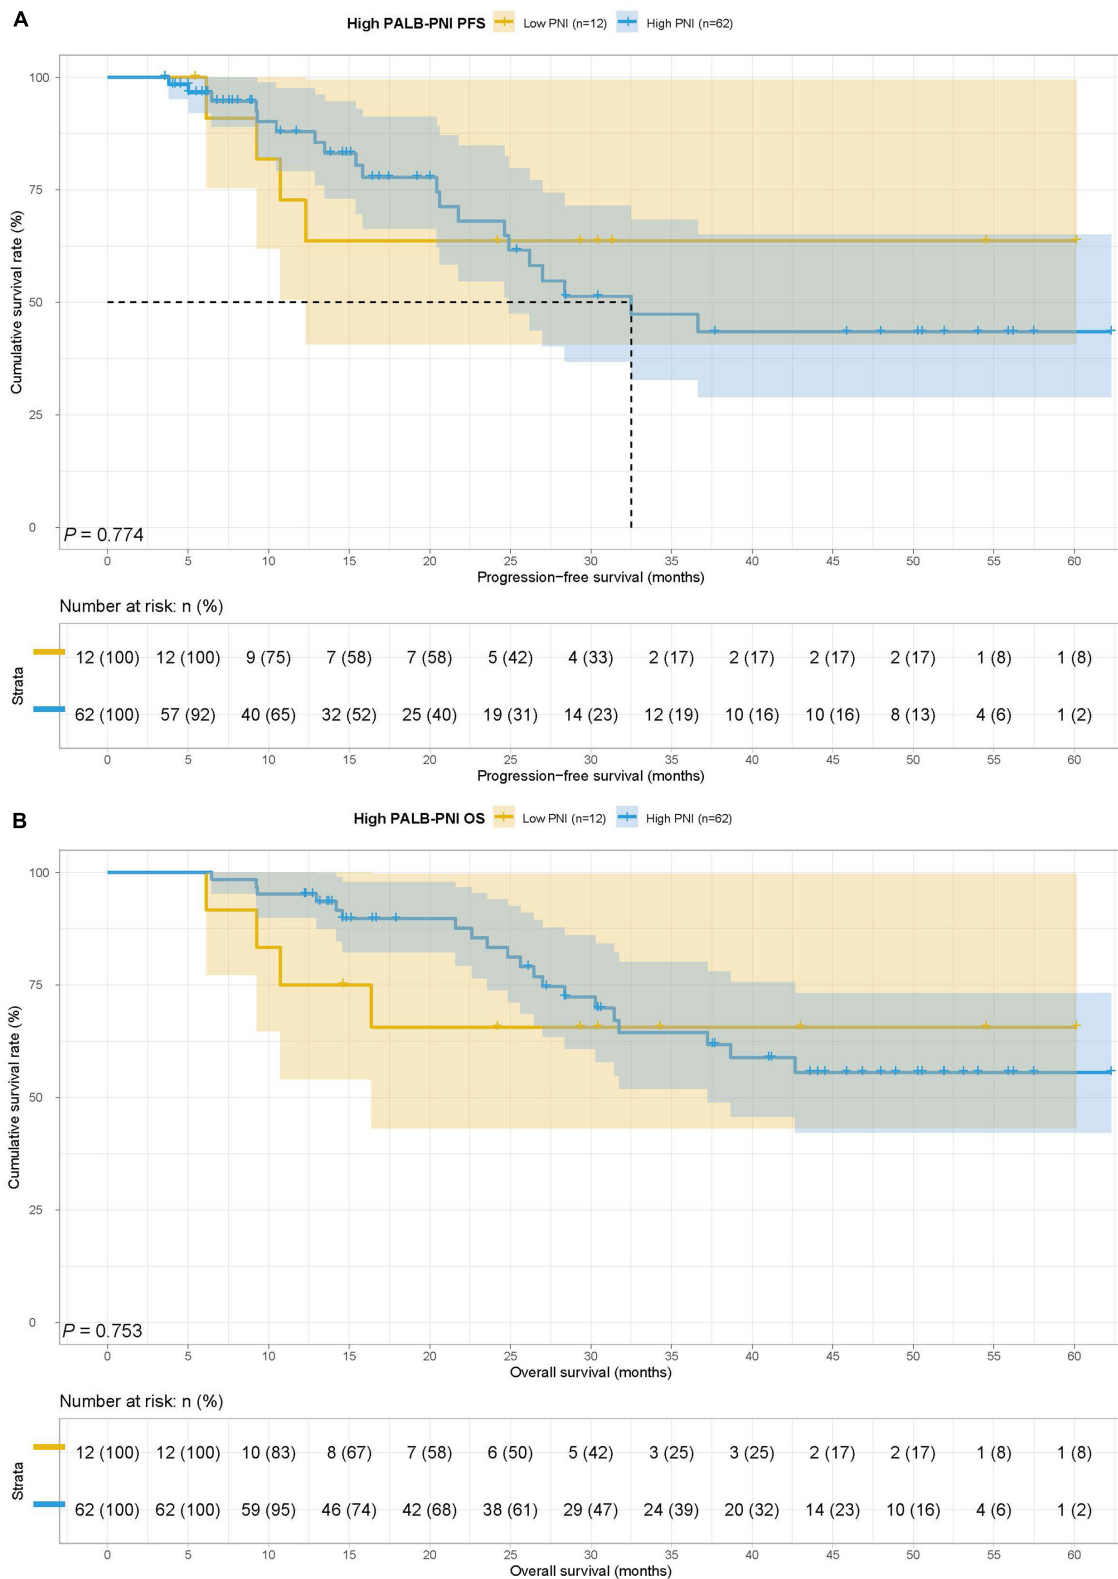 A
High PALB-PNI PFS Low PNI (n=12) High PNI (n=62)
Cumulative survival rate (%)
100
75
50
25
0
P = 0.774
0 5 10 15 20 25 30 35 40 45 50 55 60
Progression-free survival (months)
Number at risk: n (%)
Strata
12 (100) 12 (100) 9 (75) 7 (58) 7 (58) 5 (42) 4 (33) 2 (17) 2 (17) 2 (17) 2 (17) 1 (8) 1 (8)
62 (100) 57 (92) 40 (65) 32 (52) 25 (40) 19 (31) 14 (23) 12 (19) 10 (16) 10 (16) 8 (13) 4 (6) 1 (2)
0 5 10 15 20 25 30 35 40 45 50 55 60
Progression-free survival (months)
B
High PALB-PNI OS Low PNI (n=12) High PNI (n=62)
Cumulative survival rate (%)
100
75
50
25
0
P = 0.753
0 5 10 15 20 25 30 35 40 45 50 55 60
Overall survival (months)
Number at risk: n (%)
Strata
12 (100) 12 (100) 10 (83) 8 (67) 7 (58) 6 (50) 5 (42) 3 (25) 3 (25) 2 (17) 2 (17) 1 (8) 1 (8)
62 (100) 62 (100) 59 (95) 46 (74) 42 (68) 38 (61) 29 (47) 24 (39) 20 (32) 14 (23) 10 (16) 4 (6) 1 (2)
0 5 10 15 20 25 30 35 40 45 50 55 60
Overall survival (months)